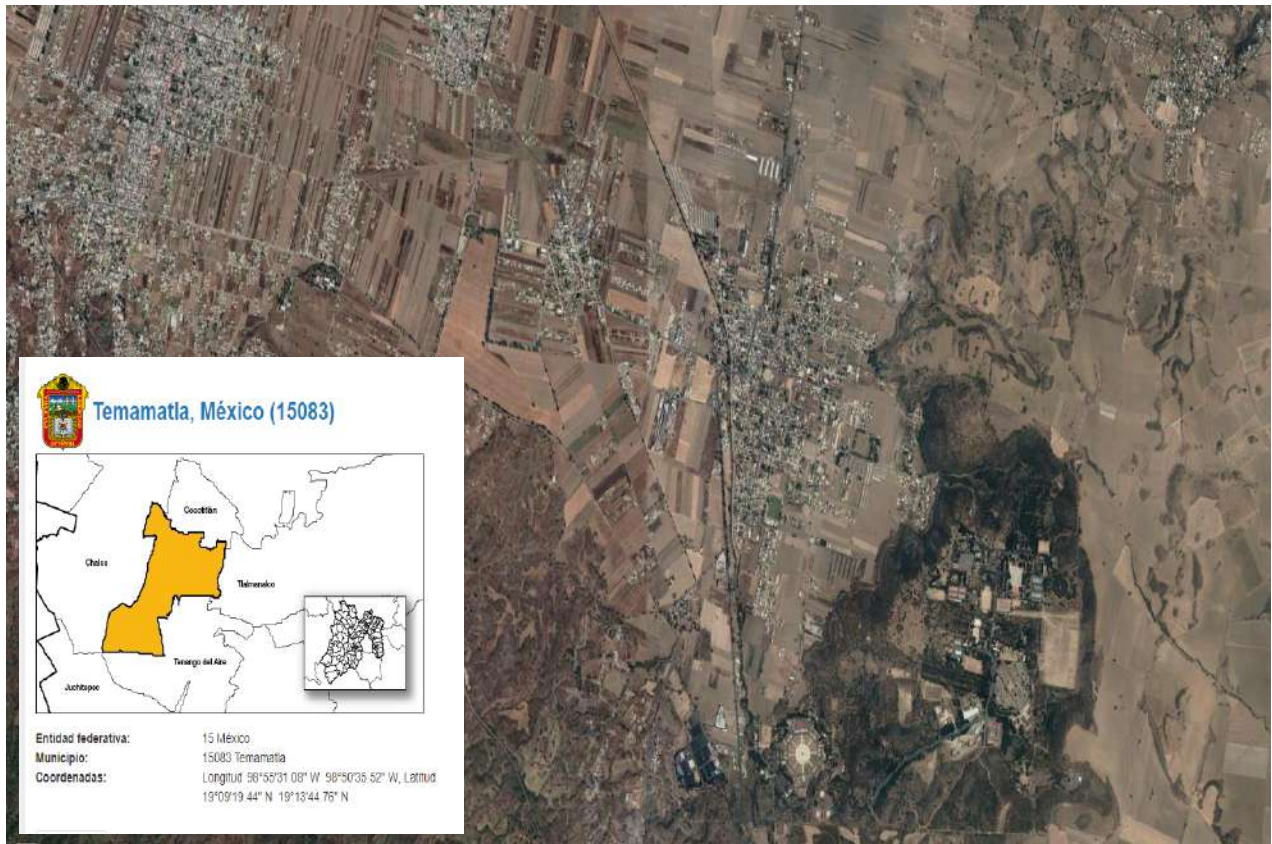 Temamatla, México (15083)
Cocotitlán
Chalco
Tlalmanalco
Tenango del Aire
Juchitepec
Entidad federativa: 15 México
Municipio: 15083 Temamatla
Coordenadas: Longitud 98°55'31.08" W 98°50'35.52" W, Latitud
19°09'19.44" N 19°13'44.76" N